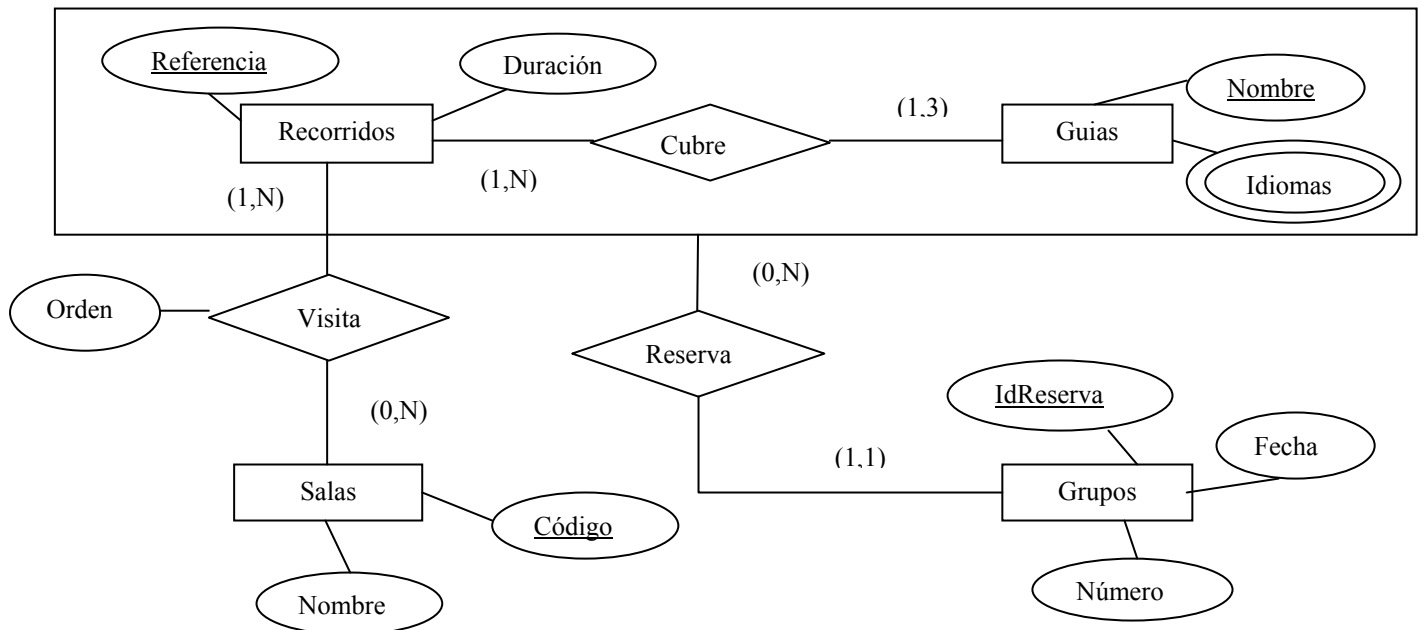 Referencia
Duración
Nombre
Recorridos
Cubre
(1,3)
Guias
(1,N)
(1,N)
Idiomas
Orden
Visita
(0,N)
Reserva
(0,N)
IdReserva
Fecha
(1,1)
Salas
Grupos
Código
Nombre
Número